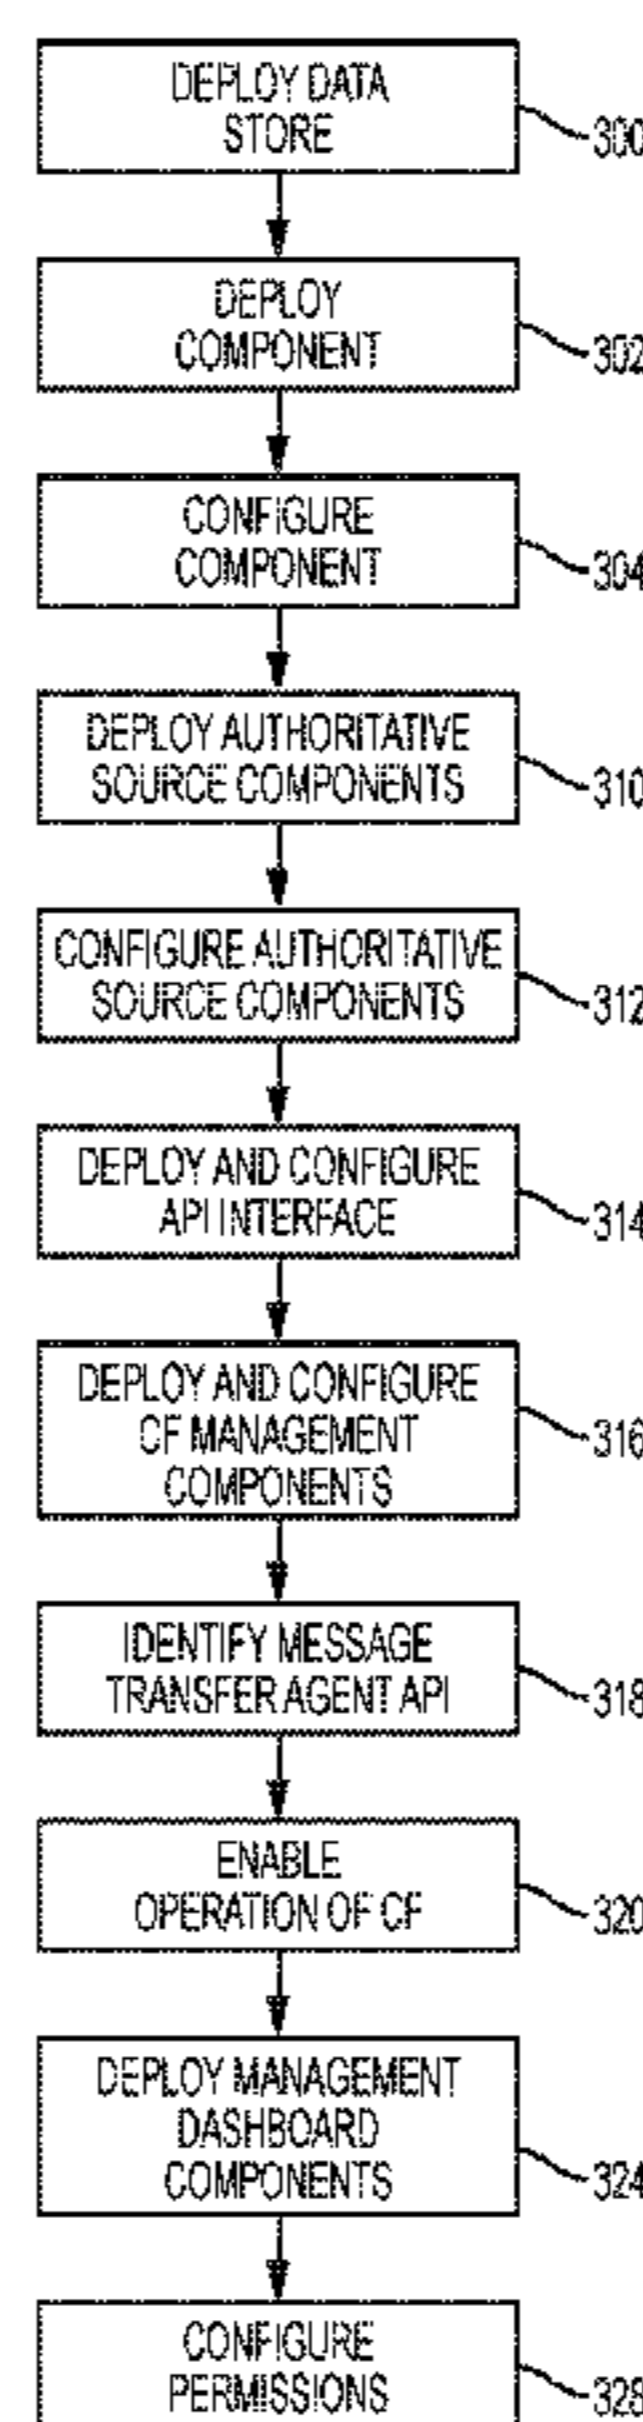 DEPLOY DATA
STORE
300
DEPLOY
COMPONENT
302
CONFIGURE
COMPONENT
304
DEPLOY AUTHORITATIVE
SOURCE COMPONENTS
310
CONFIGURE AUTHORITATIVE
SOURCE COMPONENTS
312
DEPLOY AND CONFIGURE
API INTERFACE
314
DEPLOY AND CONFIGURE
CF MANAGEMENT
COMPONENTS
316
IDENTIFY MESSAGE
TRANSFER AGENT API
318
ENABLE
OPERATION OF CF
320
DEPLOY MANAGEMENT
DASHBOARD
COMPONENTS
324
CONFIGURE
PERMISSIONS
328